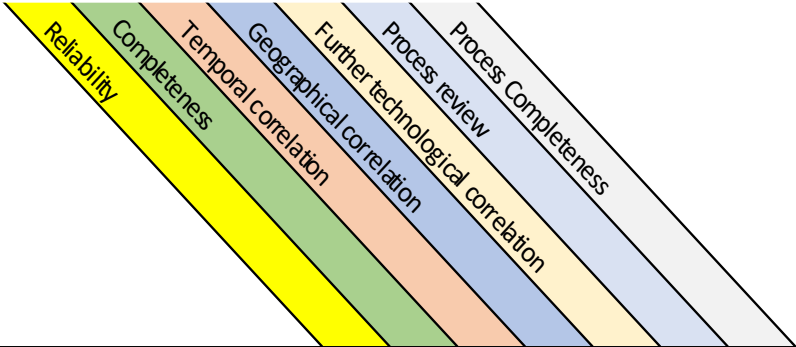 Reliability
Completeness
Temporal correlation
Geographical correlation
Further technological correlation
Process review
Process Completeness